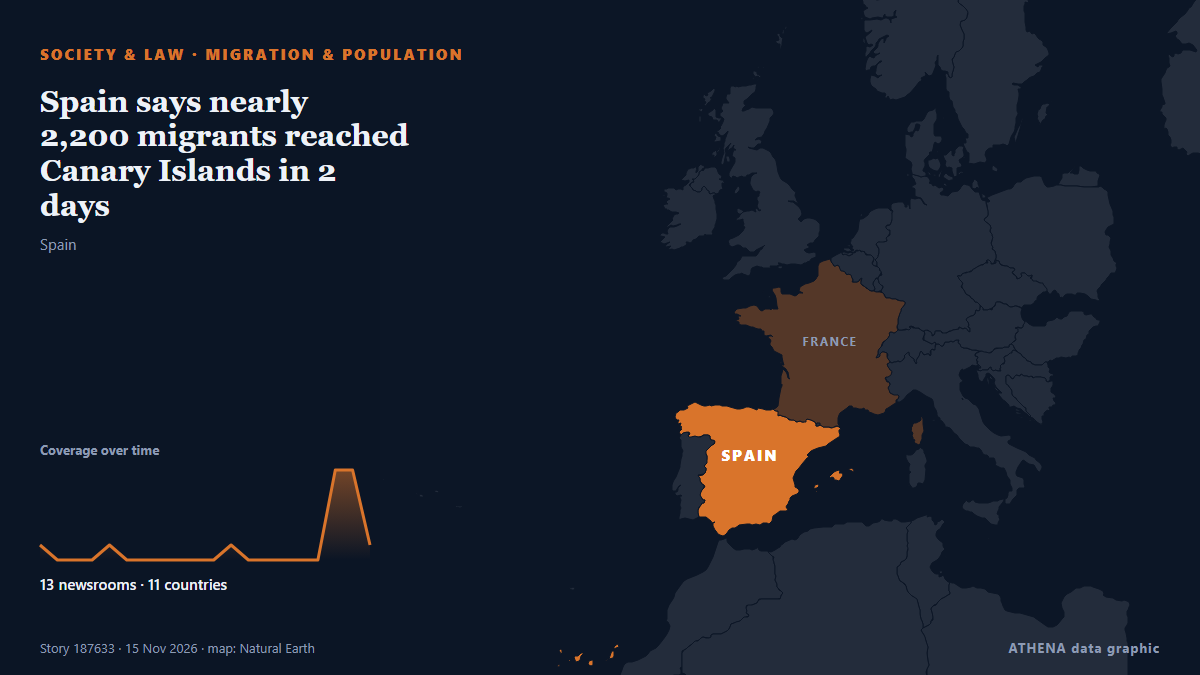 SOCIETY & LAW · MIGRATION & POPULATION
Spain says nearly
2,200 migrants reached
Canary Islands in 2
days
Spain
FRANCE
SPAIN
Coverage over time
13 newsrooms · 11 countries
Story 187633 · 15 Nov 2026 · map: Natural Earth
ATHENA data graphic